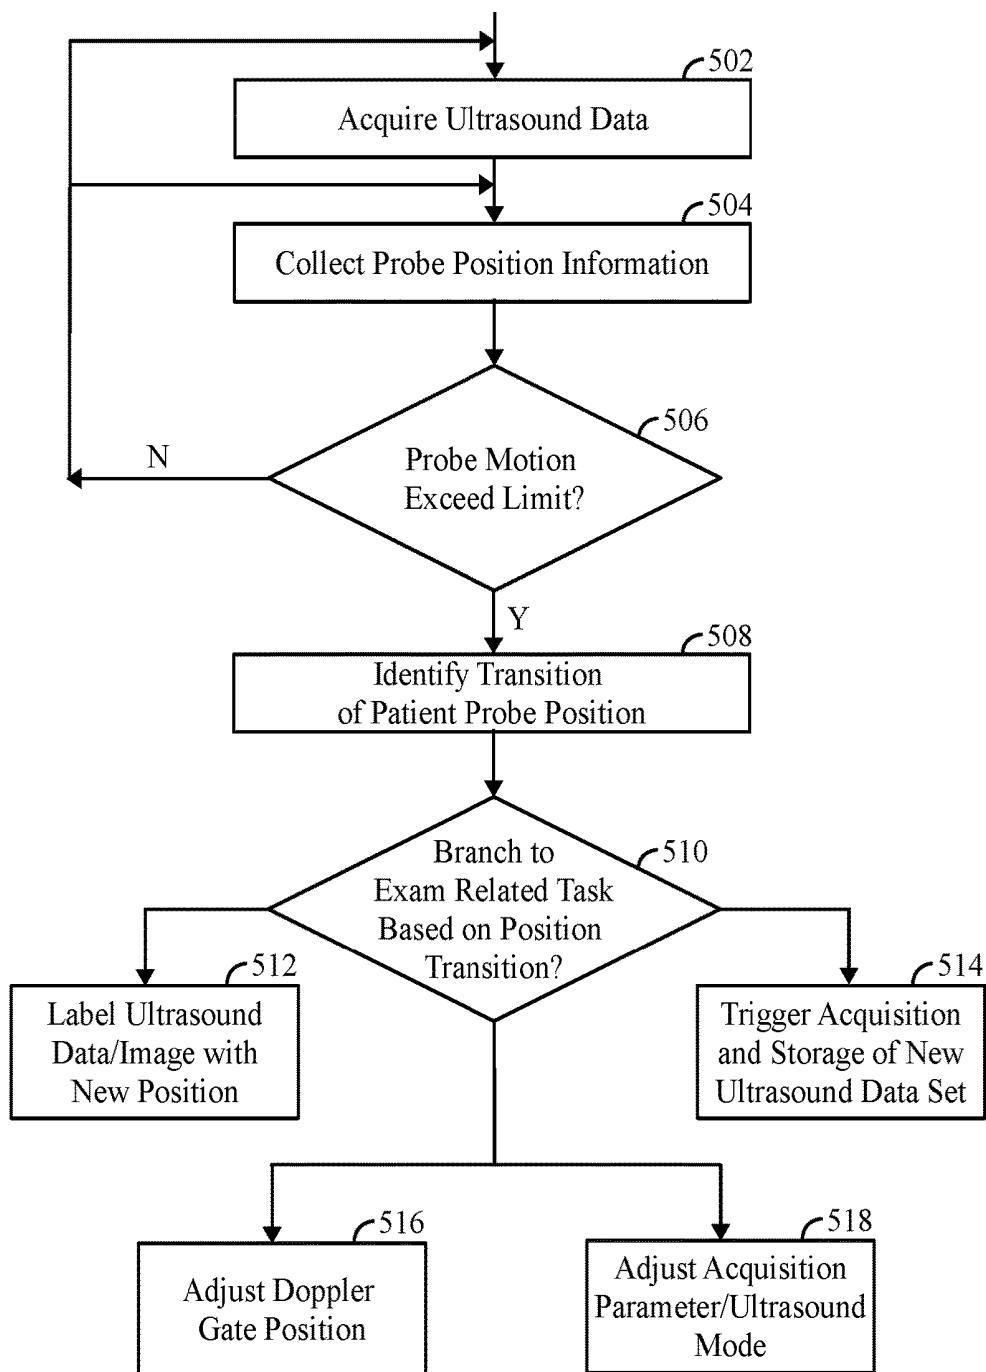 502
Acquire Ultrasound Data
504
Collect Probe Position Information
506
Probe Motion
Exceed Limit?
N
Y
508
Identify Transition
of Patient Probe Position
510
Branch to
Exam Related Task
Based on Position
Transition?
512
Label Ultrasound
Data/Image with
New Position
514
Trigger Acquisition
and Storage of New
Ultrasound Data Set
516
Adjust Doppler
Gate Position
518
Adjust Acquisition
Parameter/Ultrasound
Mode